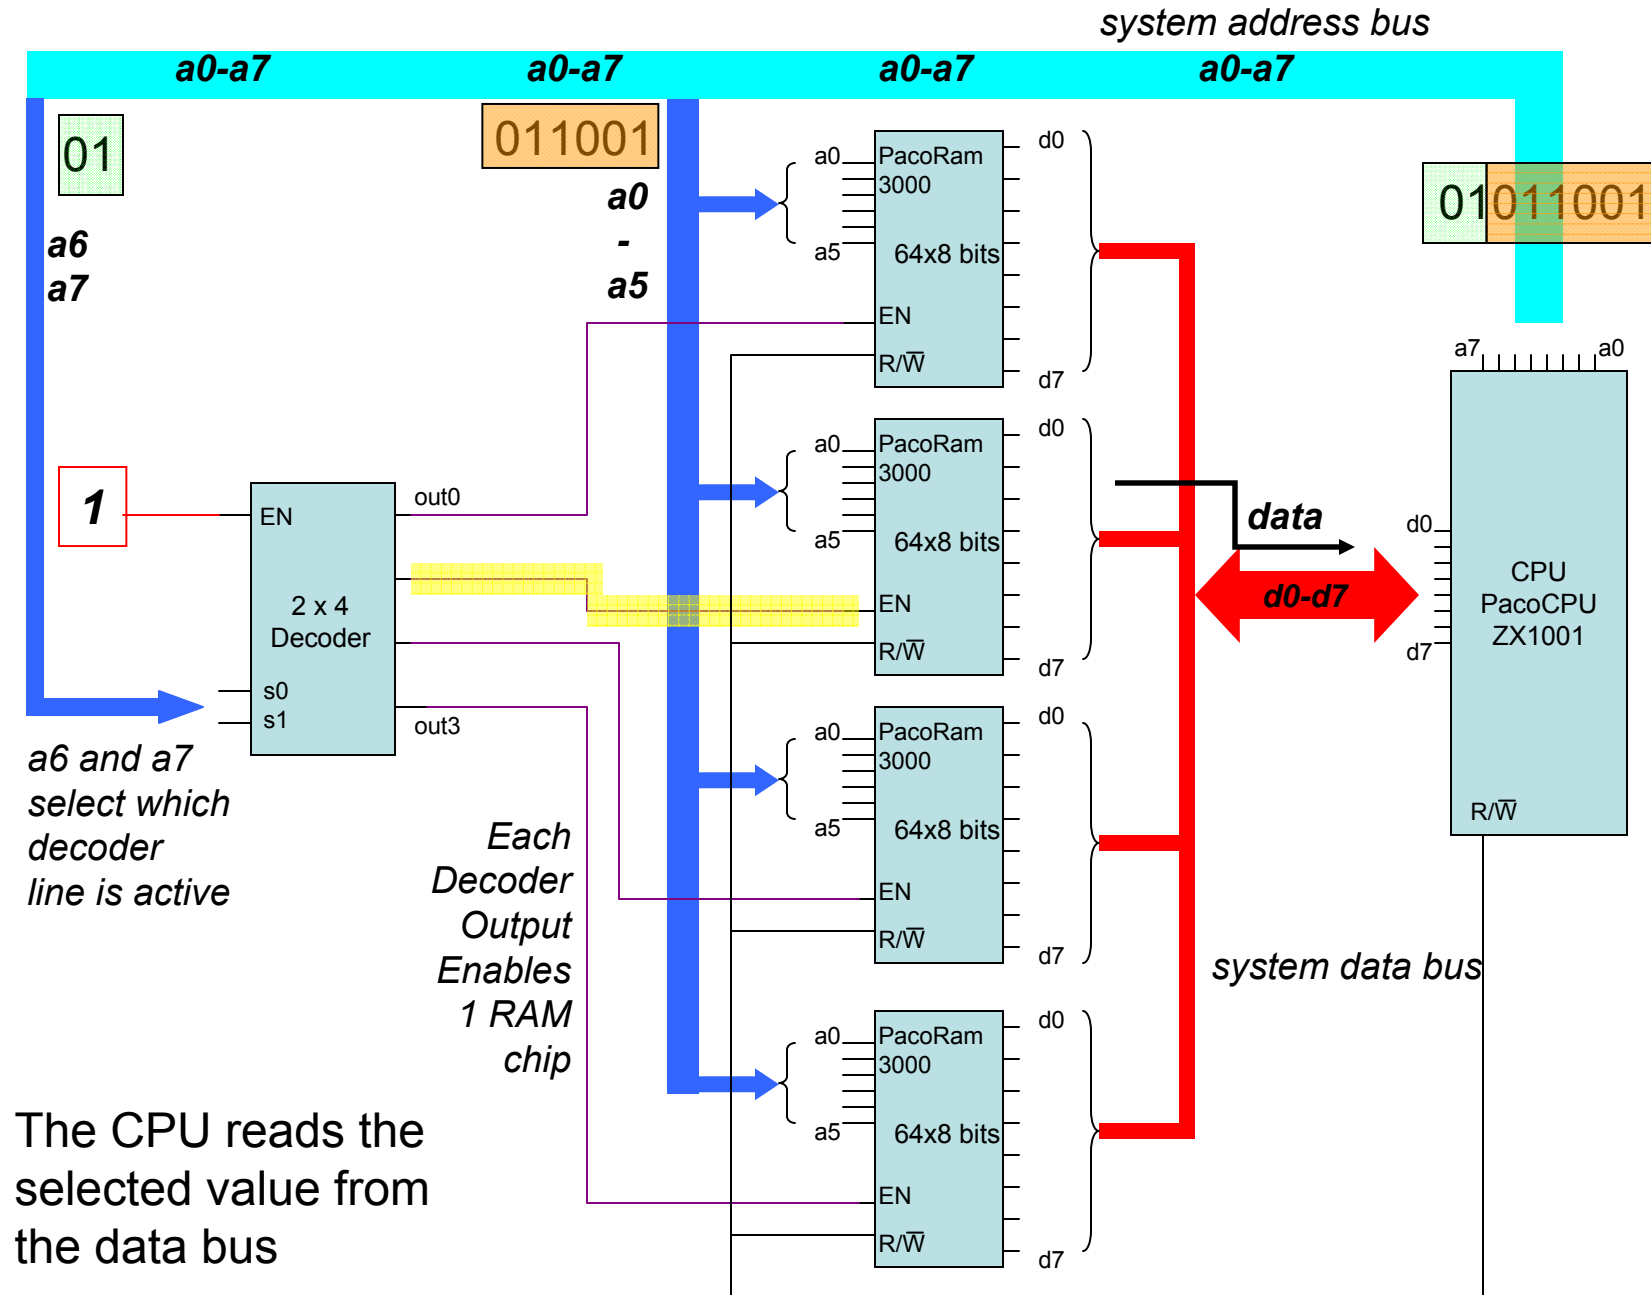 system address bus
a0-a7
a0-a7
a0-a7
a0-a7
01
011001
01011001
a6
a7
a0
-
a5
a0
a5
PacoRam
3000
64x8 bits
EN
R/W̅
d0
d7
a7
a0
a0
a5
PacoRam
3000
64x8 bits
EN
R/W̅
d0
d7
1
EN
2 x 4
Decoder
s0
s1
out0
out3
data
d0-d7
d0
d7
CPU
PacoCPU
ZX1001
R/W̅
a6 and a7
select which
decoder
line is active
Each
Decoder
Output
Enables
1 RAM
chip
a0
a5
PacoRam
3000
64x8 bits
EN
R/W̅
d0
d7
system data bus
a0
a5
PacoRam
3000
64x8 bits
EN
R/W̅
d0
d7
The CPU reads the
selected value from
the data bus